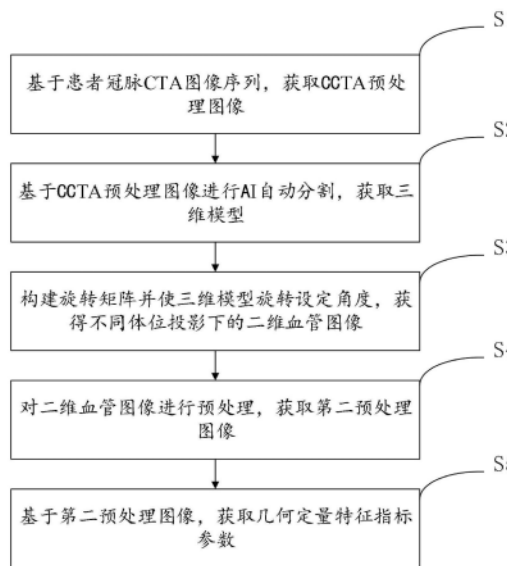 S
基于患者冠脉CTA图像序列，获取CCTA预处
理图像
S2
基于CCTA预处理图像进行AI自动分割，获取三
维模型
S3
构建旋转矩阵并使三维模型旋转设定角度，获
得不同体位投影下的二维血管图像
S4
对二维血管图像进行预处理，获取第二预处理
图像
S5
基于第二预处理图像，获取几何定量特征指标
参数